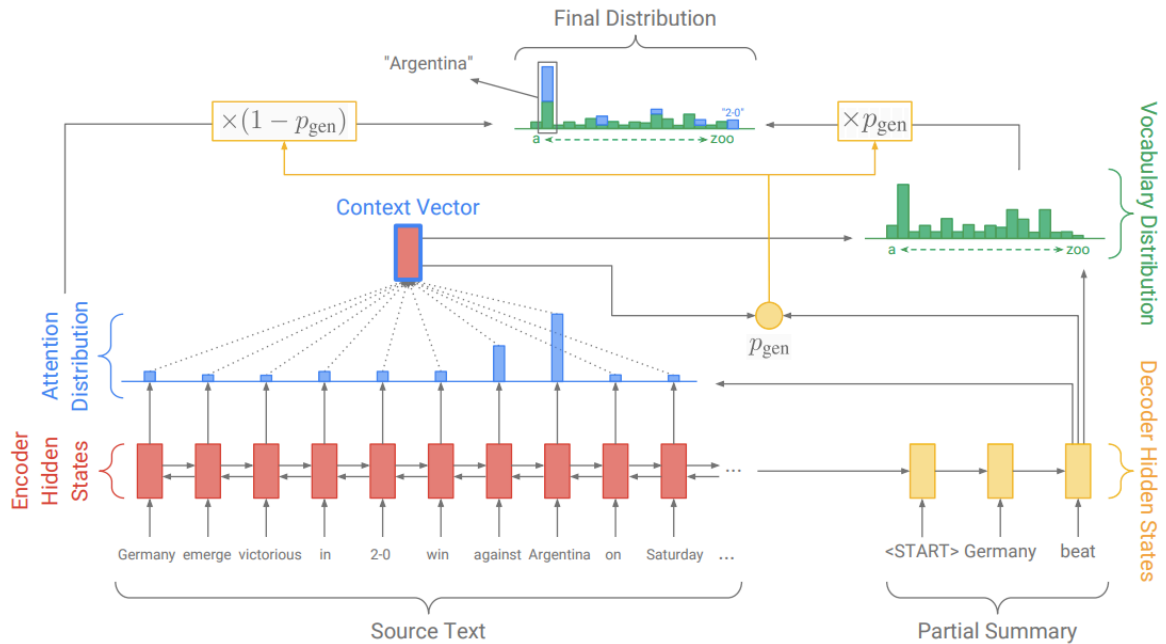 Final Distribution
"Argentina"
×(1 − p_gen)
"2-0"
×p_gen
a
zoo
Vocabulary Distribution
Context Vector
a
zoo
Attention
Distribution
p_gen
Encoder
Hidden
States
...
Decoder Hidden States
Germany emerge victorious in 2-0 win against Argentina on Saturday ...
<START> Germany beat
Source Text
Partial Summary